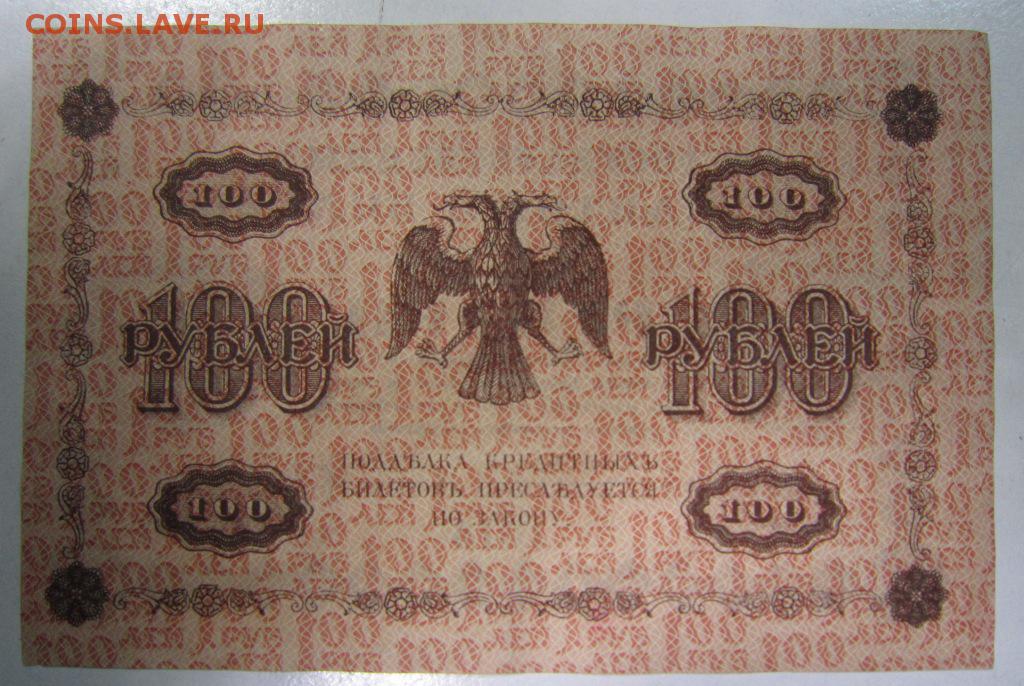 COINS.LAVE.RU
100 100
100 РУБЛЕЙ 100 РУБЛЕЙ
ПОДДѢЛКА КРЕДИТНЫХЪ
БИЛЕТОВЪ ПРЕСЛѢДУЕТСЯ
ПО ЗАКОНУ
100 100